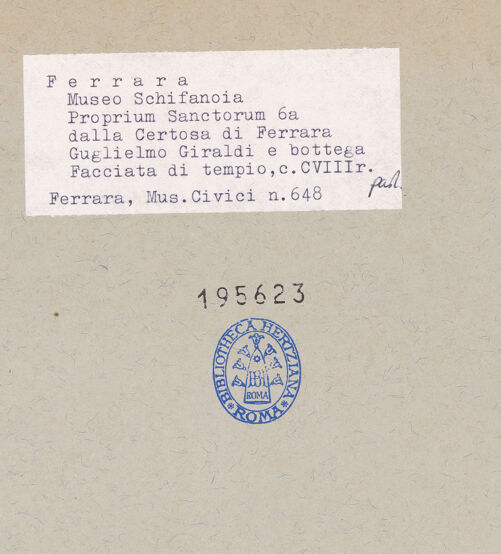 Ferrara
Museo Schifanoia
Proprium Sanctorum 6a
dalla Certosa di Ferrara
Guglielmo Giraldi e bottega
Facciata di tempio,c.CVIIIr.
Ferrara, Mus.Civici n.648
195623
BIBLIOTHECA HERTZIANA
ROMA
ROMA